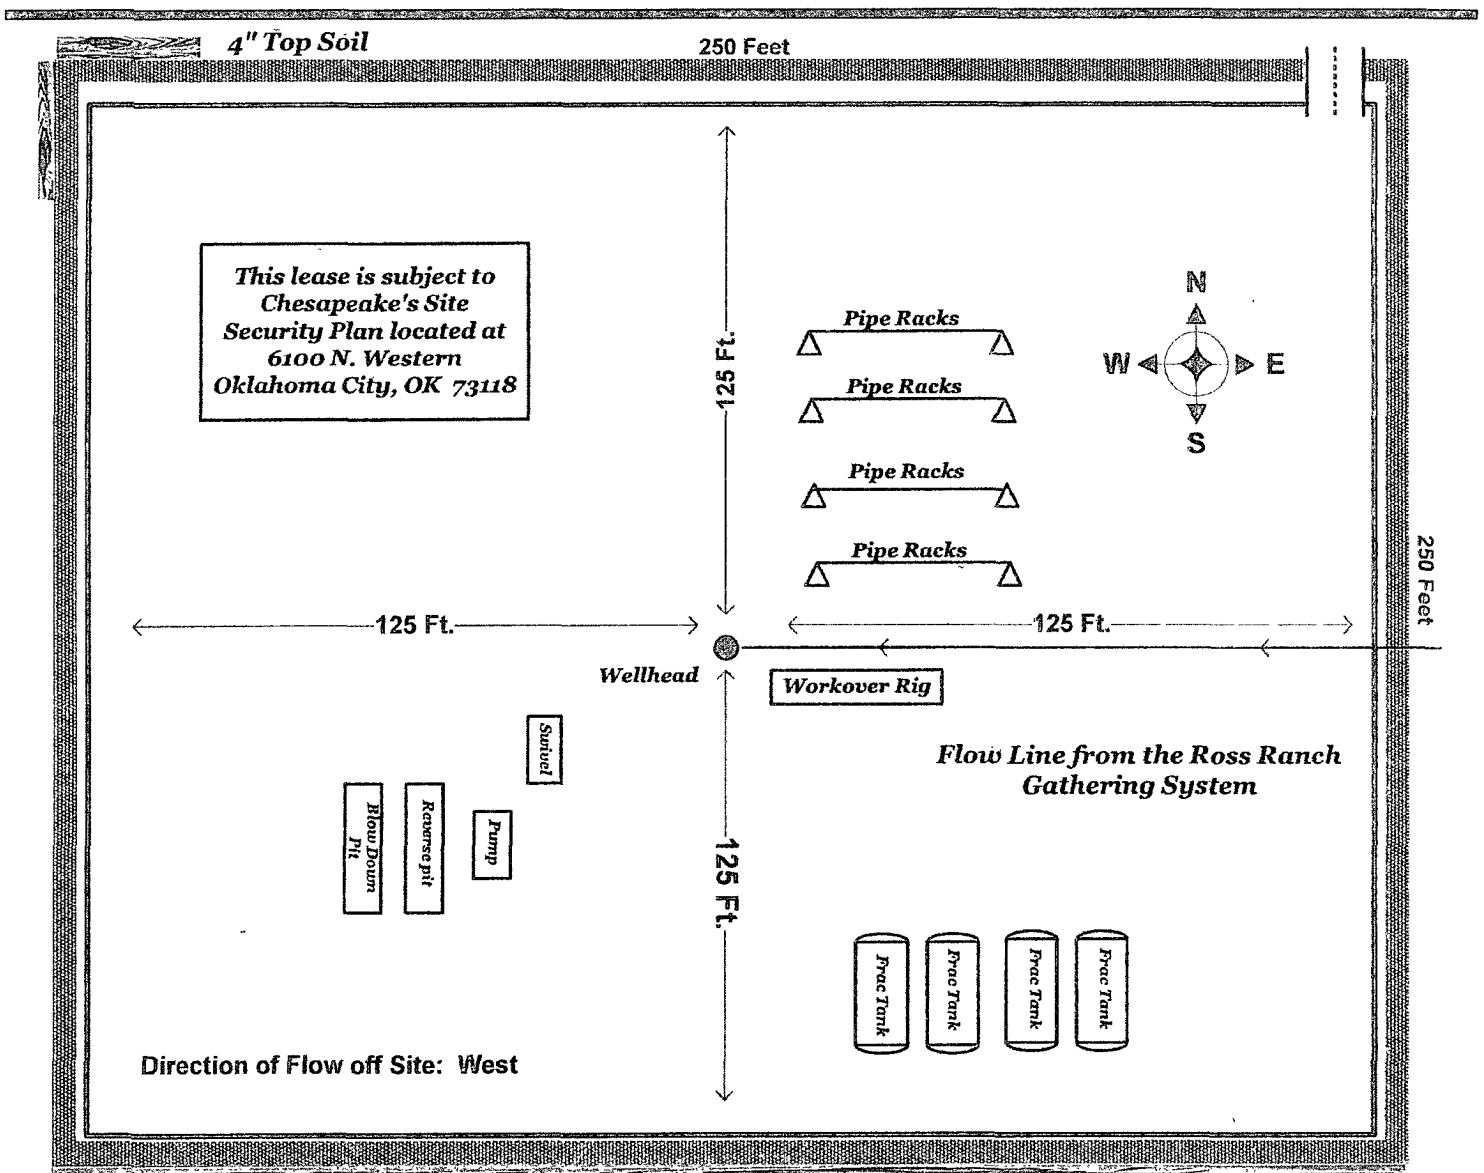 4" Top Soil
250 Feet
This lease is subject to
Chesapeake's Site
Security Plan located at
6100 N. Western
Oklahoma City, OK 73118
125 Ft.
Pipe Racks
Pipe Racks
Pipe Racks
Pipe Racks
N
W
E
S
250 Feet
125 Ft.
125 Ft.
Wellhead
Workover Rig
Swivel
Flow Line from the Ross Ranch
Gathering System
Blow Down
Pit
Reverse pit
Pump
125 Ft.
Frac Tank
Frac Tank
Frac Tank
Frac Tank
Direction of Flow off Site: West